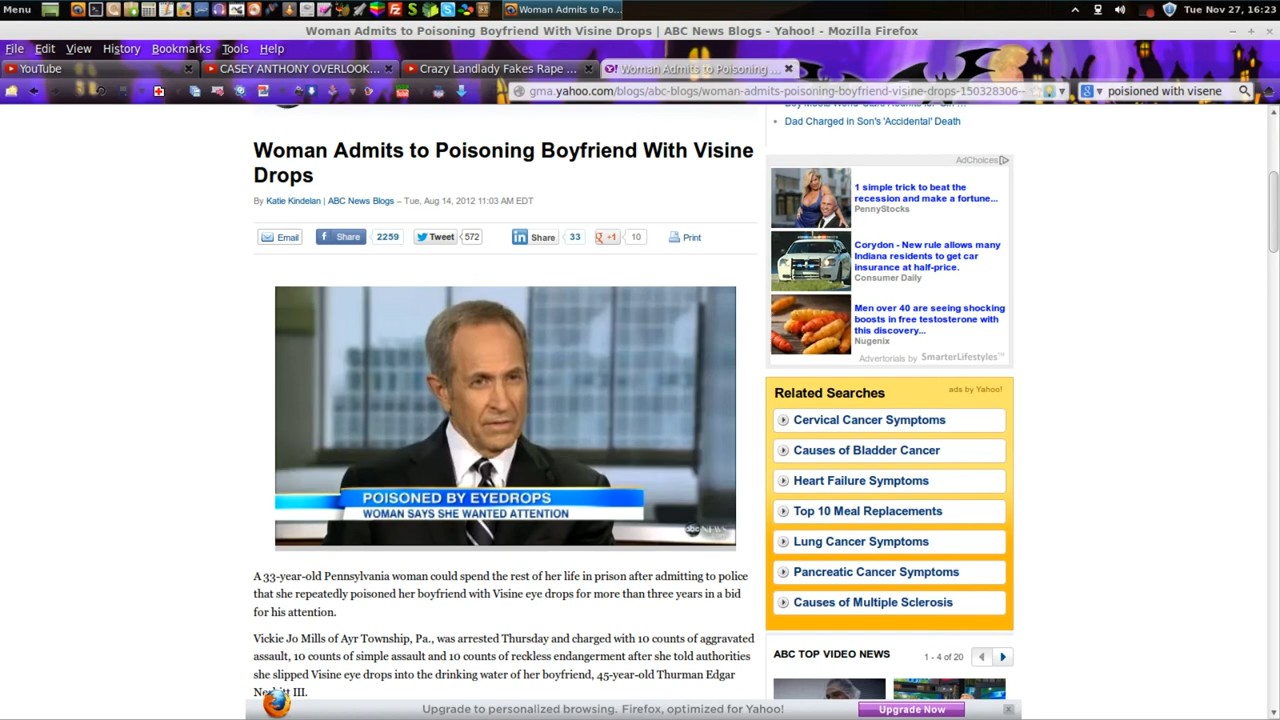 Menu
Woman Admits to Po...
Tue Nov 27, 16:23
Woman Admits to Poisoning Boyfriend With Visine Drops | ABC News Blogs - Yahoo! - Mozilla Firefox
File Edit View History Bookmarks Tools Help
YouTube
CASEY ANTHONY OVERLOOK...
Crazy Landlady Fakes Rape ...
Woman Admits to Poisoning ...
gma.yahoo.com/blogs/abc-blogs/woman-admits-poisoning-boyfriend-visine-drops-150328306--
poisioned with visene
Dad Charged in Son's 'Accidental' Death
Woman Admits to Poisoning Boyfriend With Visine
Drops
By Katie Kindelan | ABC News Blogs – Tue, Aug 14, 2012 11:03 AM EDT
Email
Share 2259
Tweet 572
Share 33
+1 10
Print
AdChoices
1 simple trick to beat the
recession and make a fortune...
PennyStocks
Corydon - New rule allows many
Indiana residents to get car
insurance at half-price.
Consumer Daily
Men over 40 are seeing shocking
boosts in free testosterone with
this discovery...
Nugenix
Advertorials by SmarterLifestyles™
POISONED BY EYEDROPS
WOMAN SAYS SHE WANTED ATTENTION
abc NEWS
Related Searches
ads by Yahoo!
Cervical Cancer Symptoms
Causes of Bladder Cancer
Heart Failure Symptoms
Top 10 Meal Replacements
Lung Cancer Symptoms
Pancreatic Cancer Symptoms
Causes of Multiple Sclerosis
A 33-year-old Pennsylvania woman could spend the rest of her life in prison after admitting to police
that she repeatedly poisoned her boyfriend with Visine eye drops for more than three years in a bid
for his attention.
Vickie Jo Mills of Ayr Township, Pa., was arrested Thursday and charged with 10 counts of aggravated
assault, 10 counts of simple assault and 10 counts of reckless endangerment after she told authorities
she slipped Visine eye drops into the drinking water of her boyfriend, 45-year-old Thurman Edgar
III.
ABC TOP VIDEO NEWS
1 - 4 of 20
Upgrade to personalized browsing. Firefox, optimized for Yahoo!
Upgrade Now